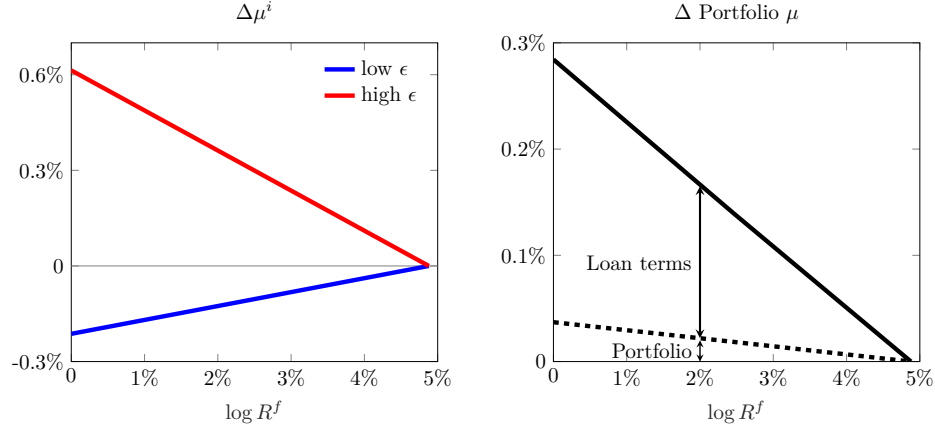 Δμ^i
0.6%
0.3%
0
-0.3%
low ϵ
high ϵ
0 1% 2% 3% 4% 5%
log R^f
Δ Portfolio μ
0.3%
0.2%
0.1%
0
Loan terms
Portfolio
0 1% 2% 3% 4% 5%
log R^f